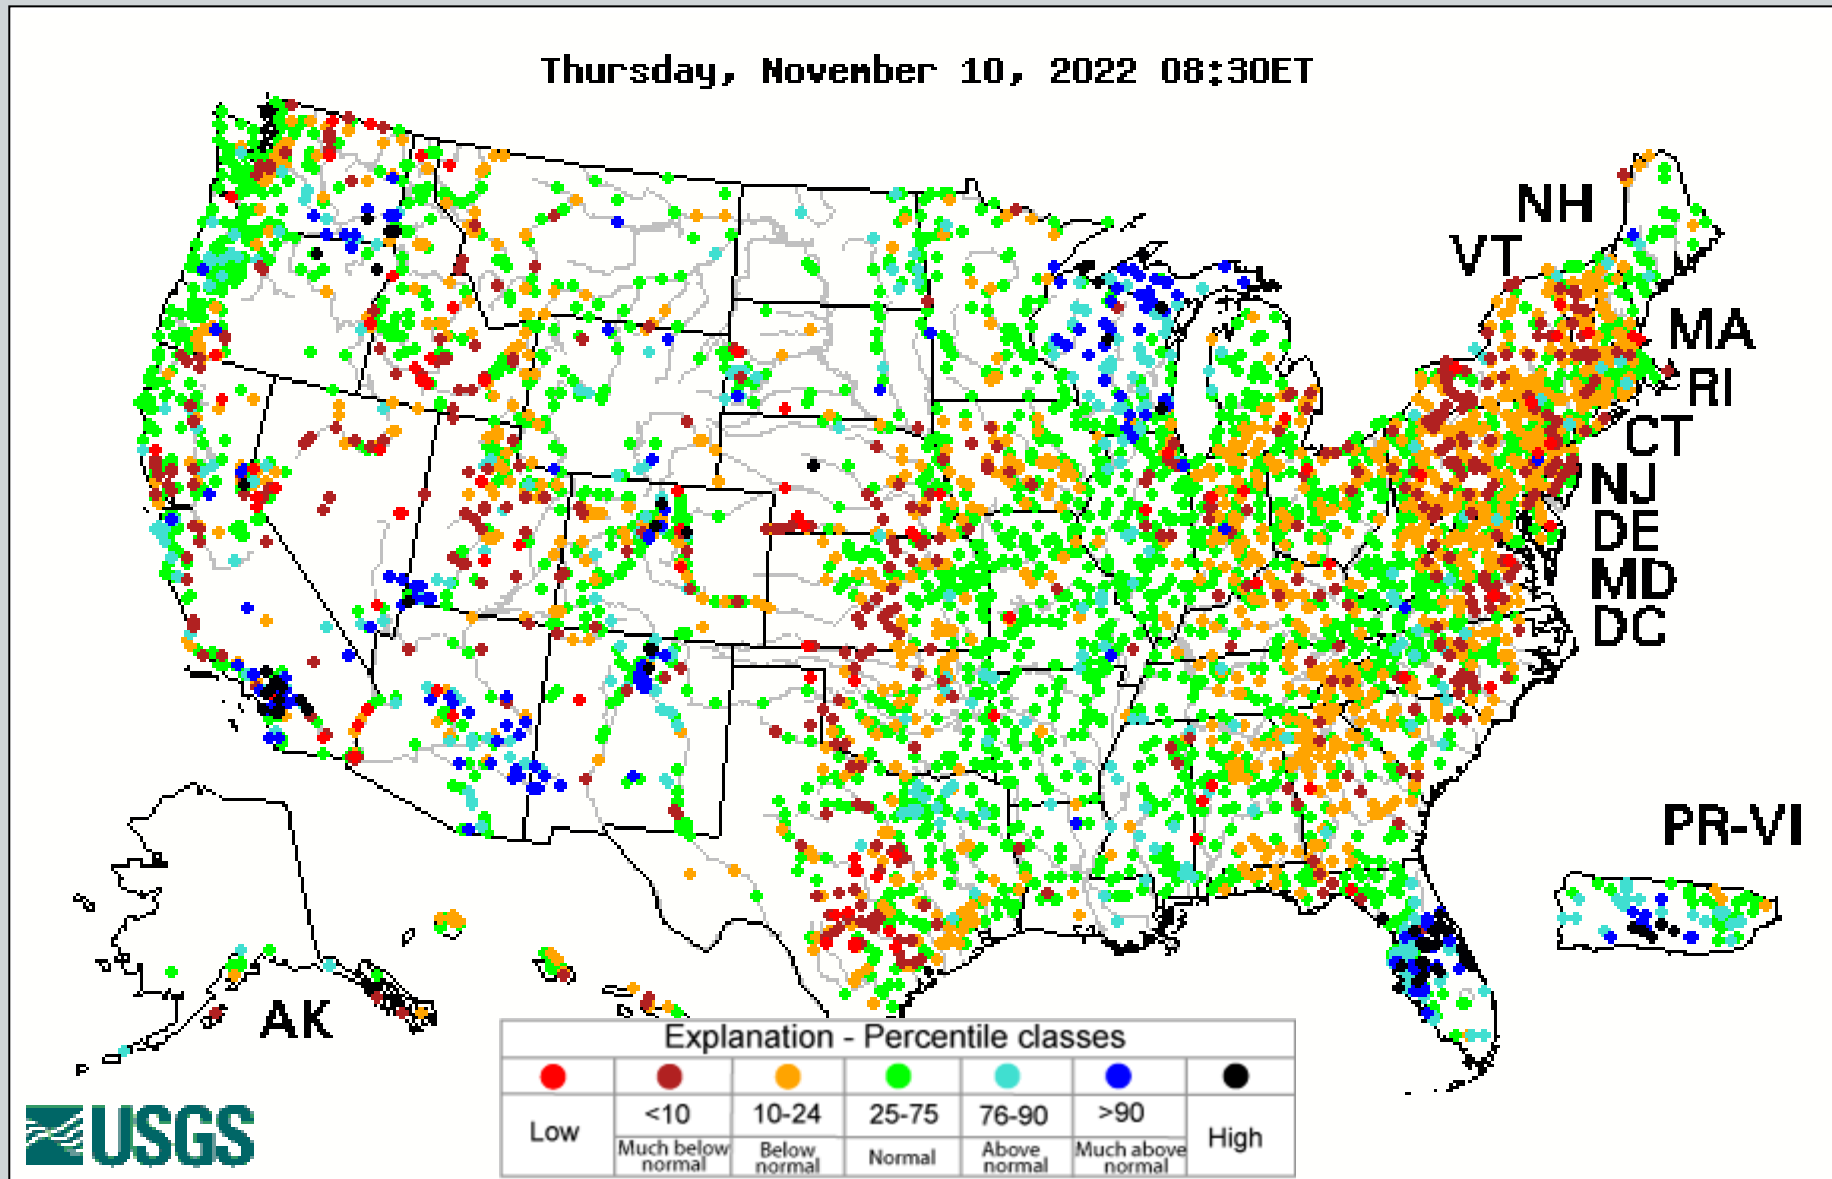 Thursday, November 10, 2022 08:30ET
NH
VT
MA
RI
CT
NJ
DE
MD
DC
PR-VI
AK
Explanation - Percentile classes
Low
<10
10-24
25-75
76-90
>90
High
Much below normal
Below normal
Normal
Above normal
Much above normal
USGS